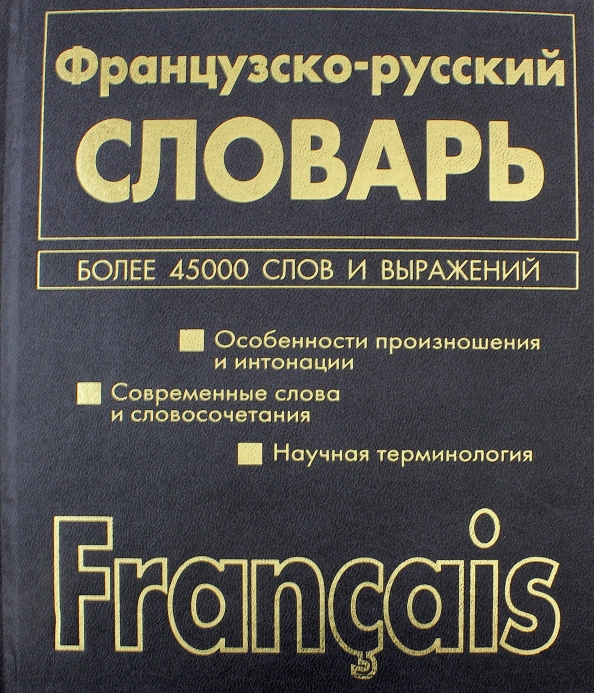 Французско-русский
СЛОВАРЬ
БОЛЕЕ 45000 СЛОВ И ВЫРАЖЕНИЙ
Особенности произношения
и интонации
Современные слова
и словосочетания
Научная терминология
Français